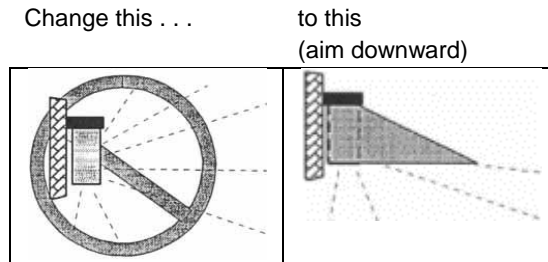 Change this . . .
to this
(aim downward)